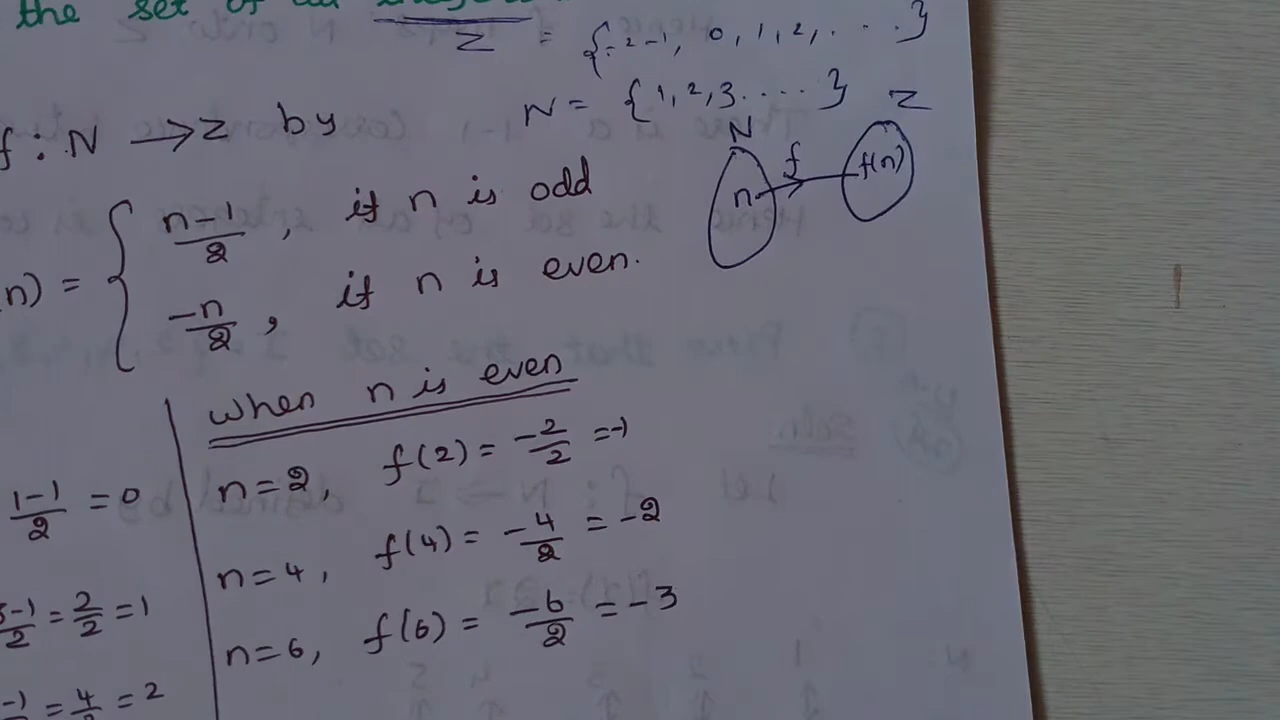 the set of all integers
Z = {-2-1, 0, 1, 2, ....}
N = {1, 2, 3.....}
f : N → Z by
N f Z
n f(n)
n) = { n-1/2, if n is odd
-n/2, if n is even.
when n is even
n=2, f(2) = -2/2 = -1
1-1/2 = 0
n=4, f(4) = -4/2 = -2
3-1/2 = 2/2 = 1
n=6, f(6) = -6/2 = -3
-1/ = 4/2 = 2